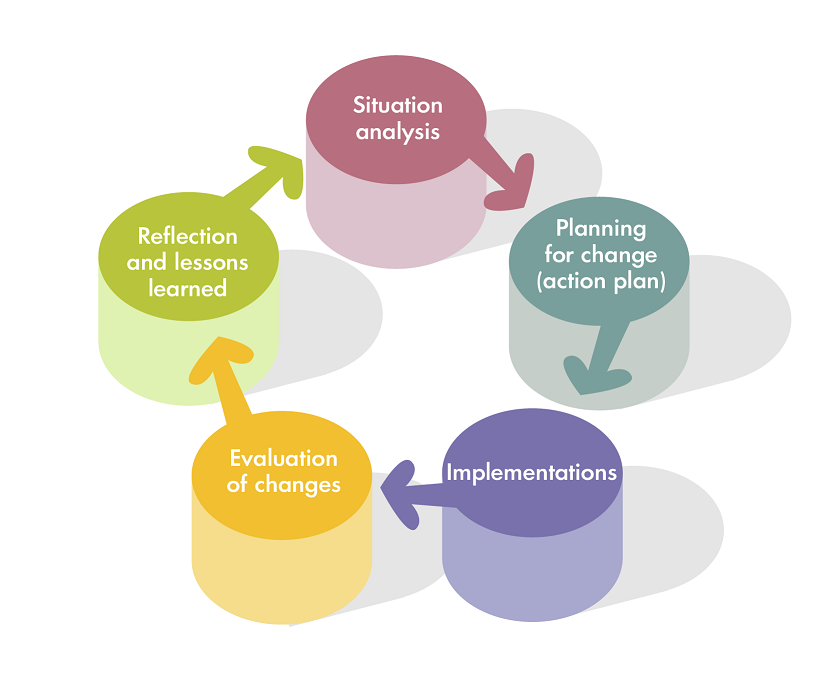 Situation
analysis
Planning
for change
(action plan)
Implementations
Evaluation
of changes
Reflection
and lessons
learned